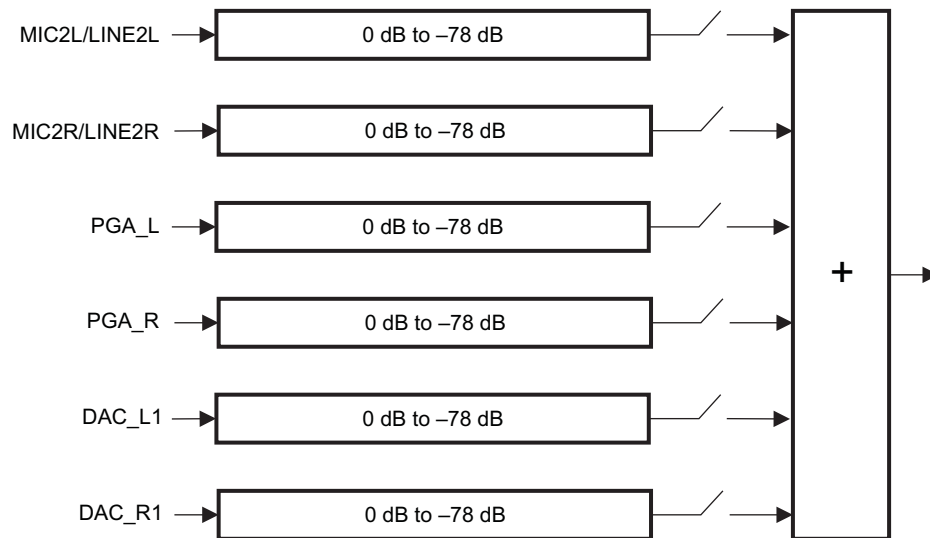 MIC2L/LINE2L 0 dB to –78 dB
MIC2R/LINE2R 0 dB to –78 dB
PGA_L 0 dB to –78 dB
+
PGA_R 0 dB to –78 dB
DAC_L1 0 dB to –78 dB
DAC_R1 0 dB to –78 dB